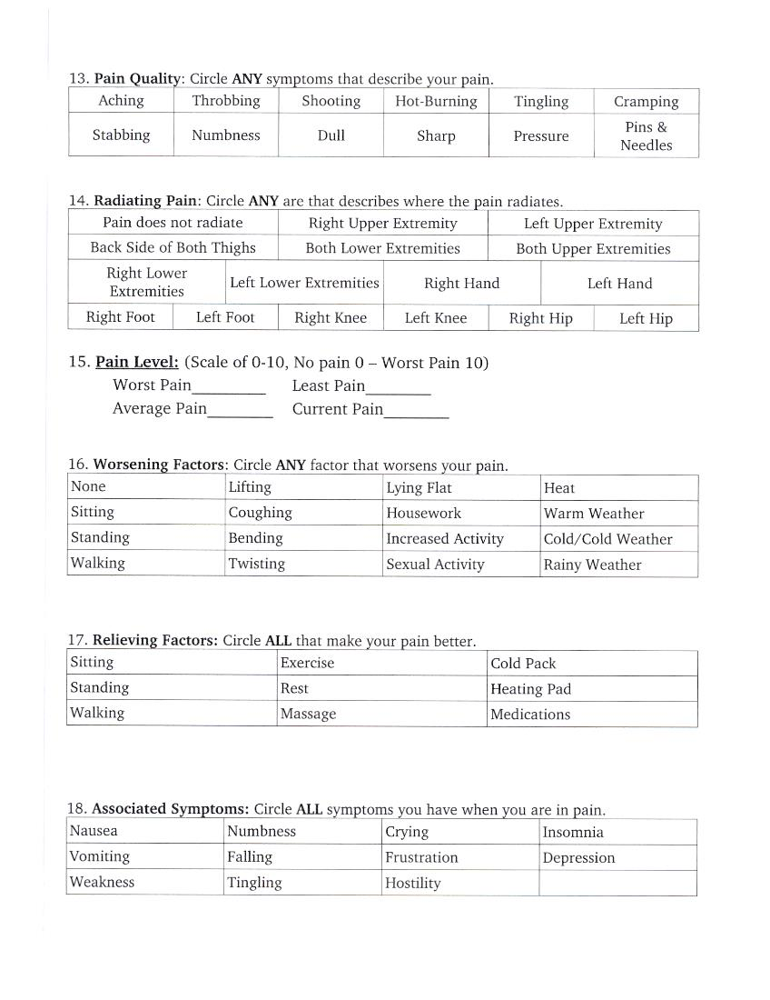 13. Pain Quality: Circle ANY symptoms that describe your pain.
Aching Throbbing Shooting Hot-Burning Tingling Cramping
Stabbing Numbness Dull Sharp Pressure Pins &
Needles
14. Radiating Pain: Circle ANY are that describes where the pain radiates.
Pain does not radiate Right Upper Extremity Left Upper Extremity
Back Side of Both Thighs Both Lower Extremities Both Upper Extremities
Right Lower
Extremities Left Lower Extremities Right Hand Left Hand
Right Foot Left Foot Right Knee Left Knee Right Hip Left Hip
15. Pain Level: (Scale of 0-10, No pain 0 – Worst Pain 10)
Worst Pain_________ Least Pain________
Average Pain________ Current Pain________
16. Worsening Factors: Circle ANY factor that worsens your pain.
None Lifting Lying Flat Heat
Sitting Coughing Housework Warm Weather
Standing Bending Increased Activity Cold/Cold Weather
Walking Twisting Sexual Activity Rainy Weather
17. Relieving Factors: Circle ALL that make your pain better.
Sitting Exercise Cold Pack
Standing Rest Heating Pad
Walking Massage Medications
18. Associated Symptoms: Circle ALL symptoms you have when you are in pain.
Nausea Numbness Crying Insomnia
Vomiting Falling Frustration Depression
Weakness Tingling Hostility